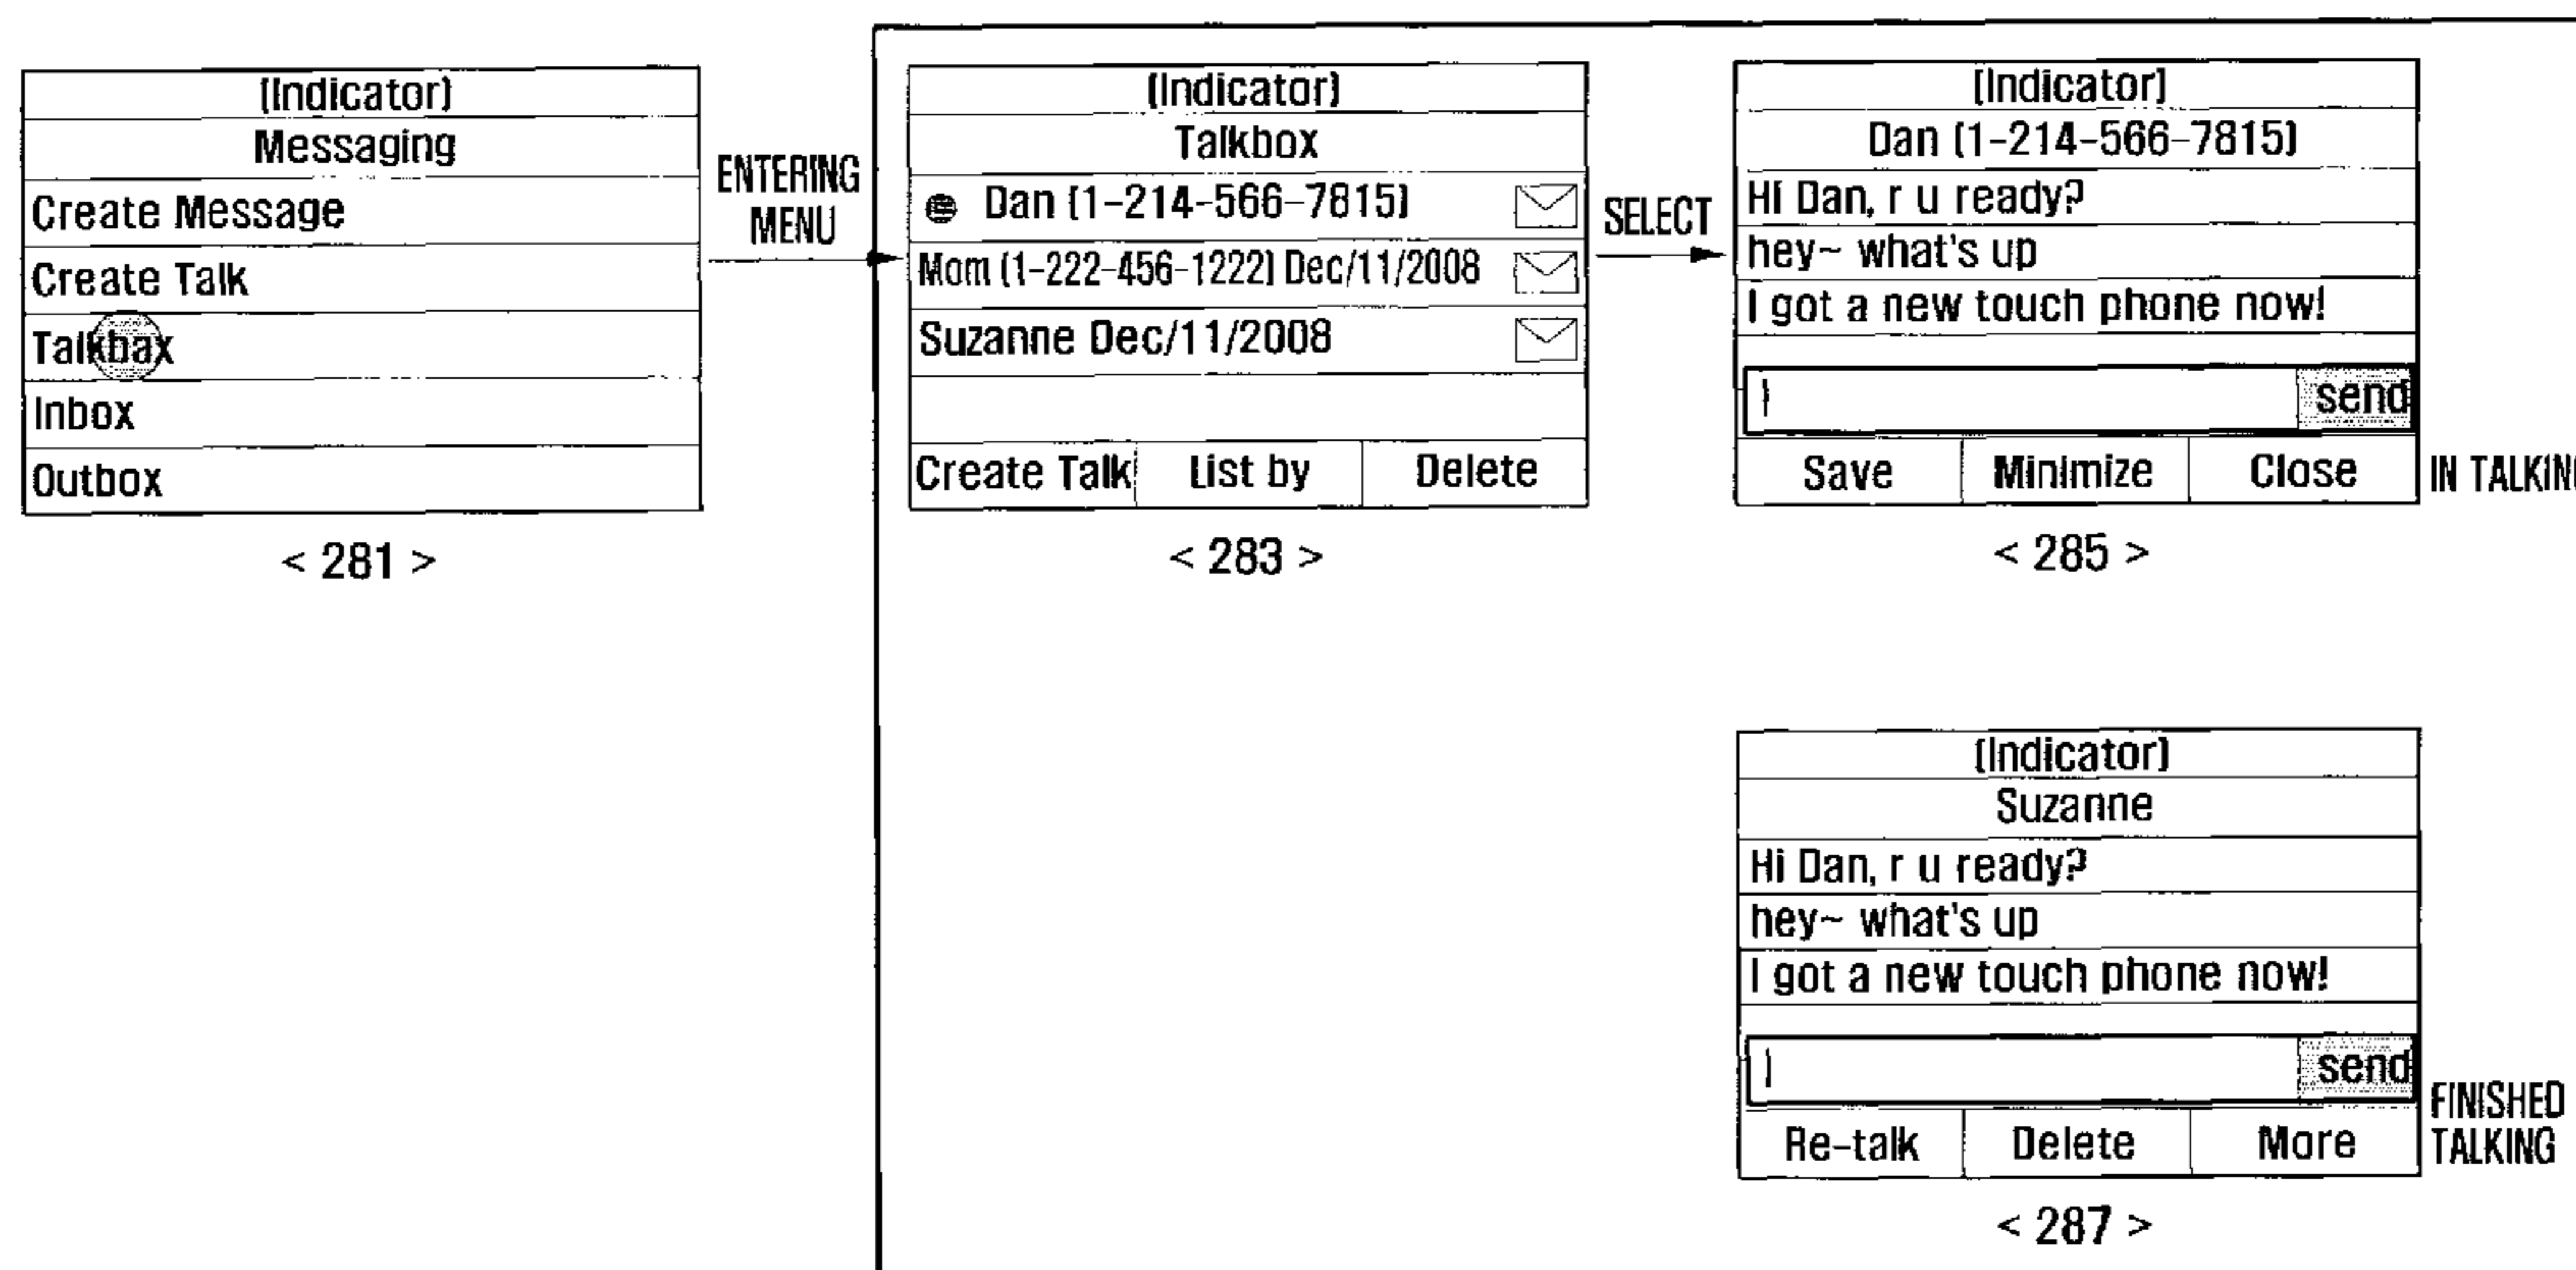 (Indicator)
Messaging
Create Message
Create Talk
Talkbox
Inbox
Outbox
< 281 >
ENTERING
MENU
(Indicator)
Talkbox
Dan (1-214-566-7815)
Mom (1-222-456-1222) Dec/11/2008
Suzanne Dec/11/2008
Create Talk List by Delete
< 283 >
SELECT
(Indicator)
Dan (1-214-566-7815)
Hi Dan, r u ready?
hey~ what's up
I got a new touch phone now!
send
Save Minimize Close
IN TALKING
< 285 >
(Indicator)
Suzanne
Hi Dan, r u ready?
hey~ what's up
I got a new touch phone now!
send
Re-talk Delete More
FINISHED
TALKING
< 287 >